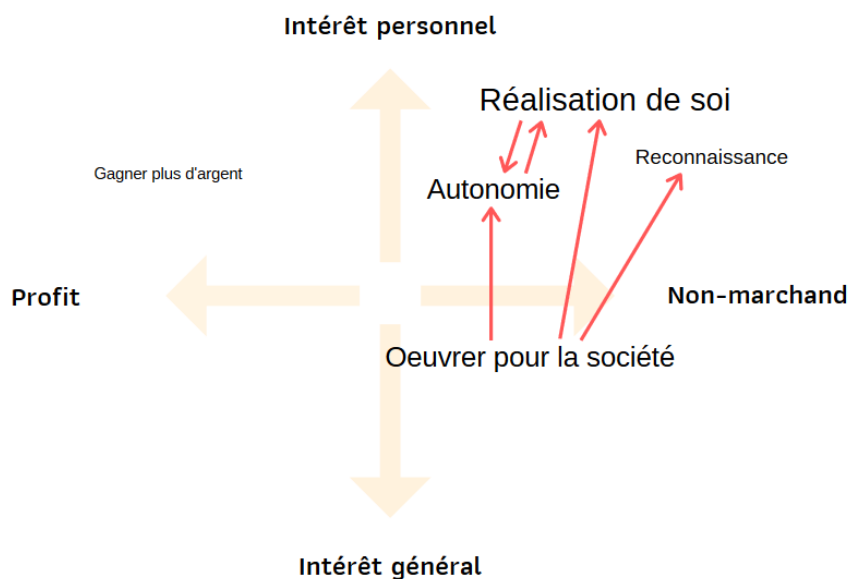 Intérêt personnel
Réalisation de soi
Reconnaissance
Gagner plus d'argent
Autonomie
Profit
Non-marchand
Oeuvrer pour la société
Intérêt général